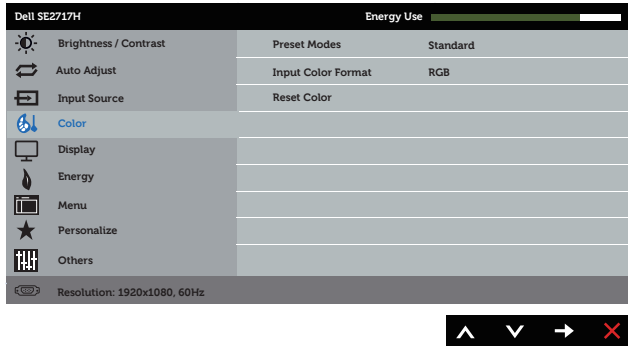 Dell SE2717H Energy Use
Brightness / Contrast Preset Modes Standard
Auto Adjust Input Color Format RGB
Input Source Reset Color
Color
Display
Energy
Menu
Personalize
Others
Resolution: 1920x1080, 60Hz